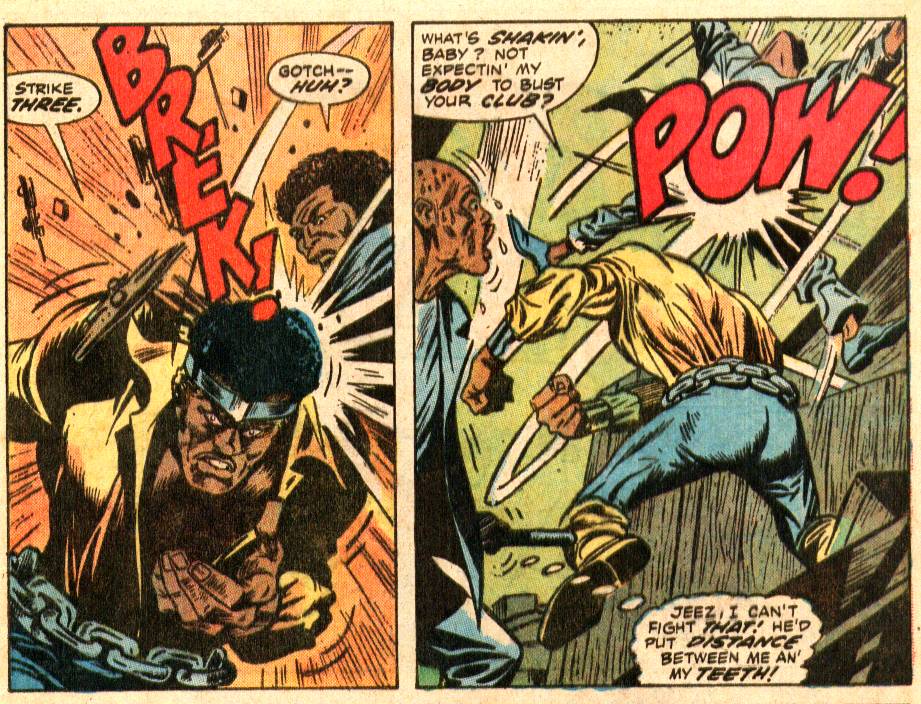 STRIKE
THREE.
BREK!
GOTCH--
HUH?
WHAT'S SHAKIN',
BABY? NOT
EXPECTIN' MY
BODY TO BUST
YOUR CLUB?
POW!
JEEZ, I CAN'T
FIGHT THAT! HE'D
PUT DISTANCE
BETWEEN ME AN'
MY TEETH!